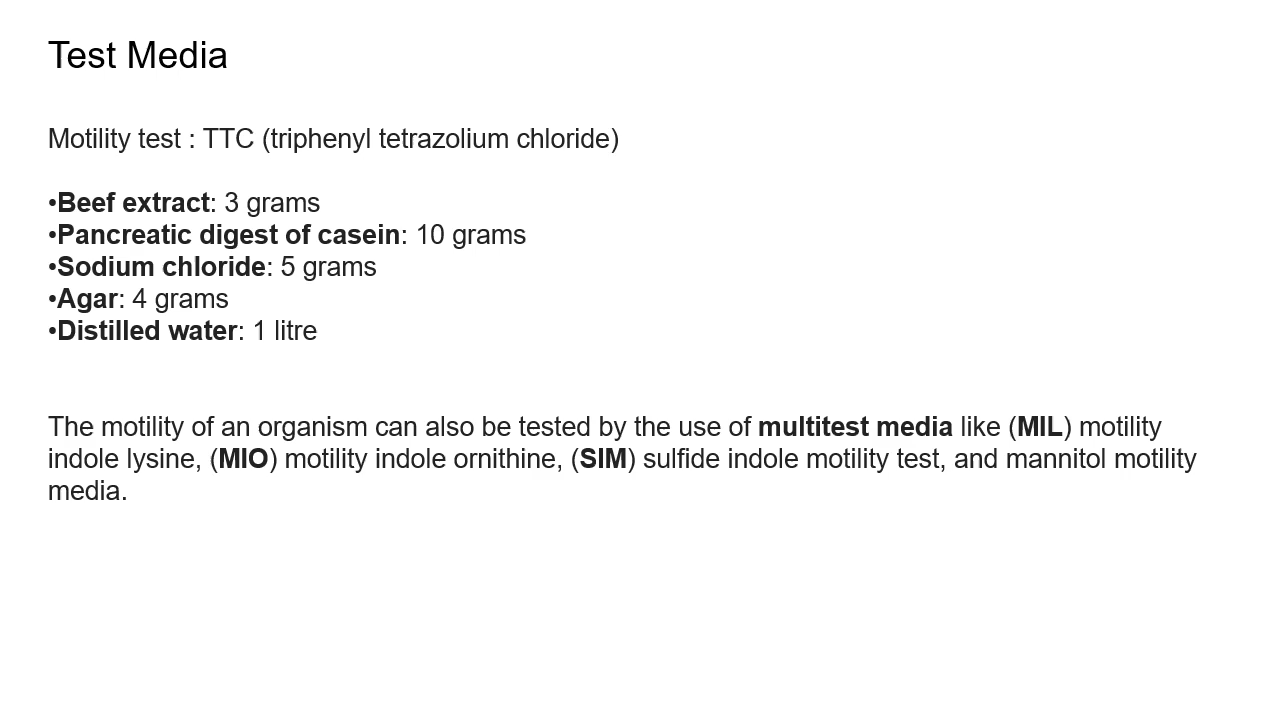 Test Media
Motility test : TTC (triphenyl tetrazolium chloride)
•Beef extract: 3 grams
•Pancreatic digest of casein: 10 grams
•Sodium chloride: 5 grams
•Agar: 4 grams
•Distilled water: 1 litre
The motility of an organism can also be tested by the use of multitest media like (MIL) motility
indole lysine, (MIO) motility indole ornithine, (SIM) sulfide indole motility test, and mannitol motility
media.